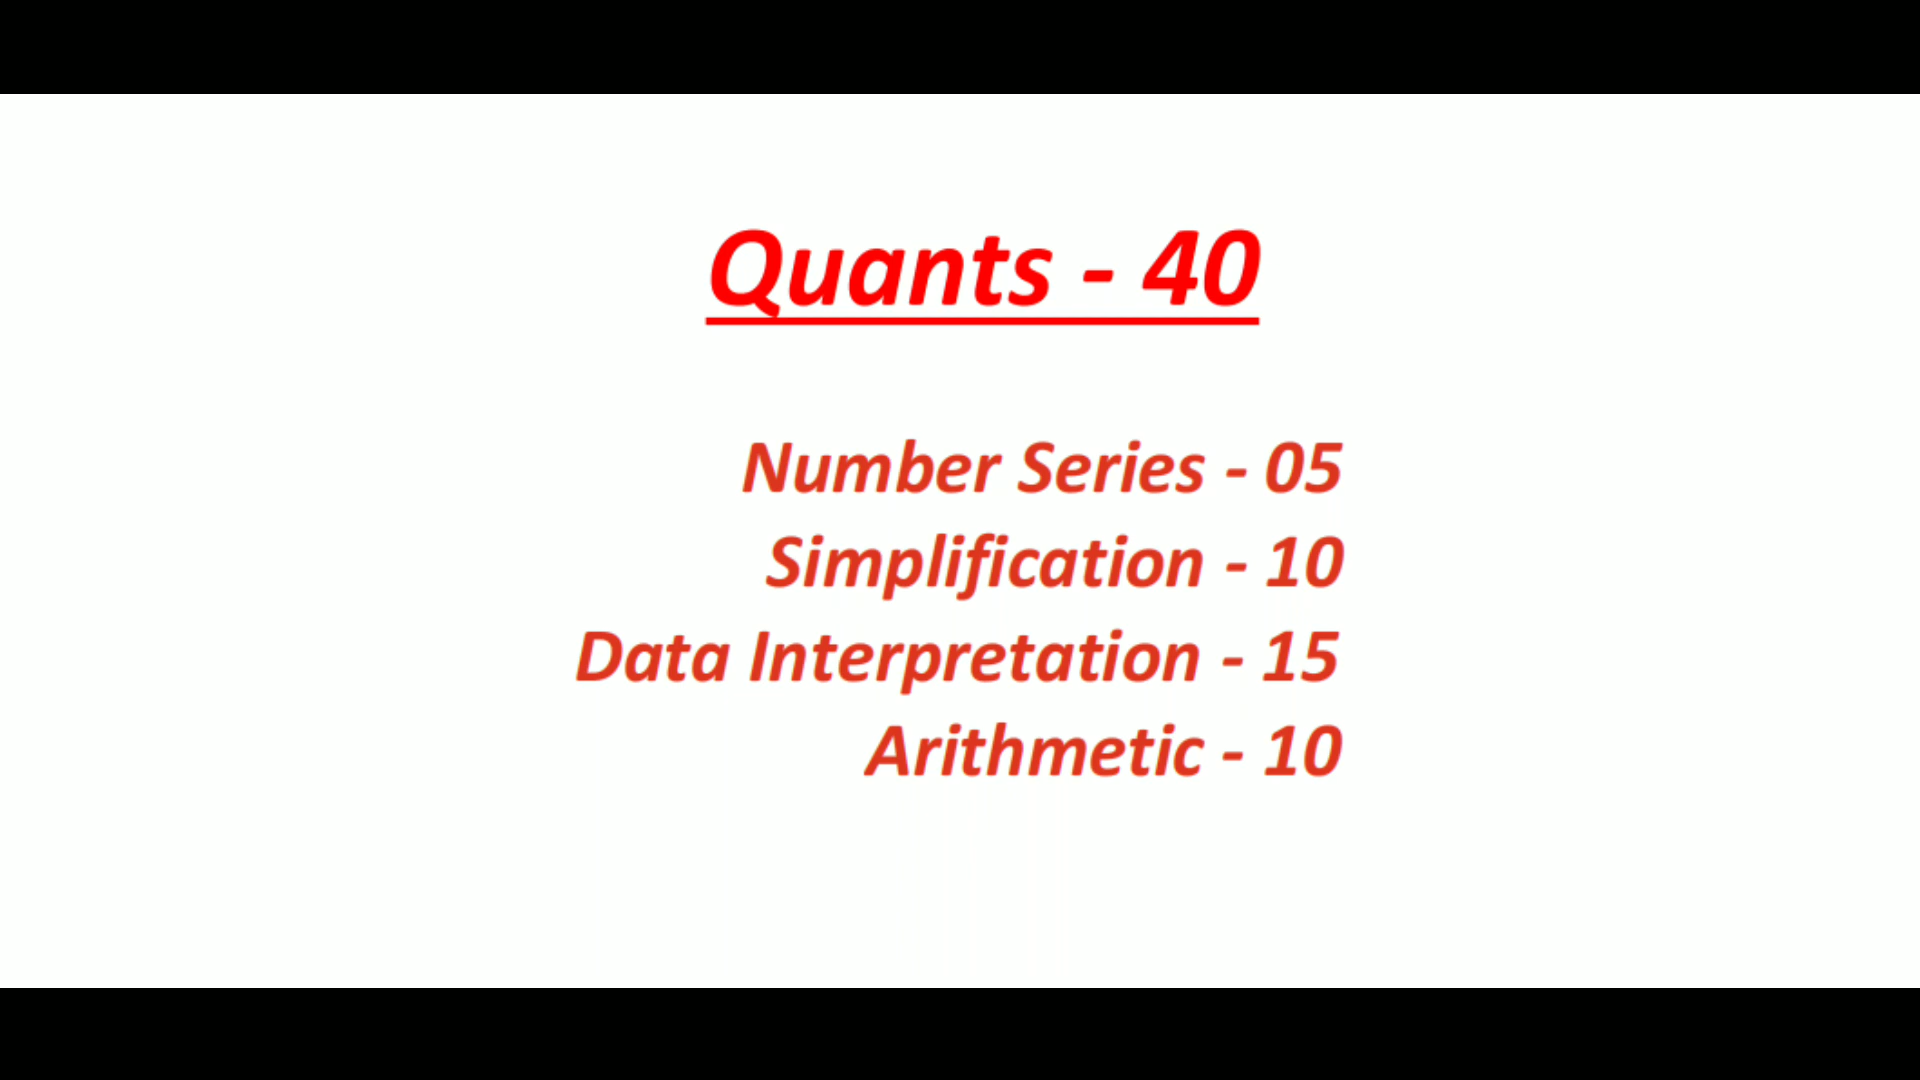 Quants - 40
Number Series - 05
Simplification - 10
Data Interpretation - 15
Arithmetic - 10